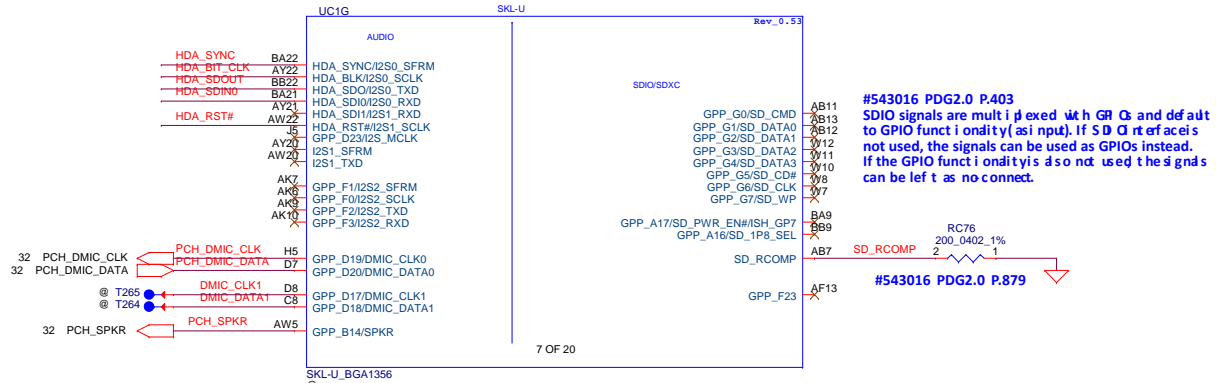 UC1G
SKL-U
Rev_0.53
AUDIO
SDIO/SDXC
HDA_SYNC
BA22
HDA_SYNC/I2S0_SFRM
HDA_BIT_CLK
AY22
HDA_BLK/I2S0_SCLK
HDA_SDOUT
BB22
HDA_SDO/I2S0_TXD
HDA_SDIN0
BA21
HDA_SDI0/I2S0_RXD
AY21
HDA_SDI1/I2S1_RXD
HDA_RST#
AW22
HDA_RST#/I2S1_SCLK
J5
GPP_D23/I2S_MCLK
AY20
I2S1_SFRM
AW20
I2S1_TXD
AK7
GPP_F1/I2S2_SFRM
AK6
GPP_F0/I2S2_SCLK
AK9
GPP_F2/I2S2_TXD
AK10
GPP_F3/I2S2_RXD
32 PCH_DMIC_CLK
PCH_DMIC_CLK
H5
GPP_D19/DMIC_CLK0
32 PCH_DMIC_DATA
PCH_DMIC_DATA
D7
GPP_D20/DMIC_DATA0
@ T265
DMIC_CLK1
D8
GPP_D17/DMIC_CLK1
@ T264
DMIC_DATA1
C8
GPP_D18/DMIC_DATA1
32 PCH_SPKR
PCH_SPKR
AW5
GPP_B14/SPKR
GPP_G0/SD_CMD
AB11
GPP_G1/SD_DATA0
AB13
GPP_G2/SD_DATA1
AB12
GPP_G3/SD_DATA2
W12
GPP_G4/SD_DATA3
W11
GPP_G5/SD_CD#
W10
GPP_G6/SD_CLK
W8
GPP_G7/SD_WP
W7
GPP_A17/SD_PWR_EN#/ISH_GP7
BA9
GPP_A16/SD_1P8_SEL
BB9
SD_RCOMP
AB7
SD_RCOMP
2
RC76
200_0402_1%
1
GPP_F23
AF13
#543016 PDG2.0 P.403
SDIO signals are multiplexed with GPIOs and default
to GPIO functionality(as input). If SDIO interface is
not used, the signals can be used as GPIOs instead.
If the GPIO functionality is also not used, the signals
can be left as no-connect.
#543016 PDG2.0 P.879
7 OF 20
SKL-U_BGA1356
@